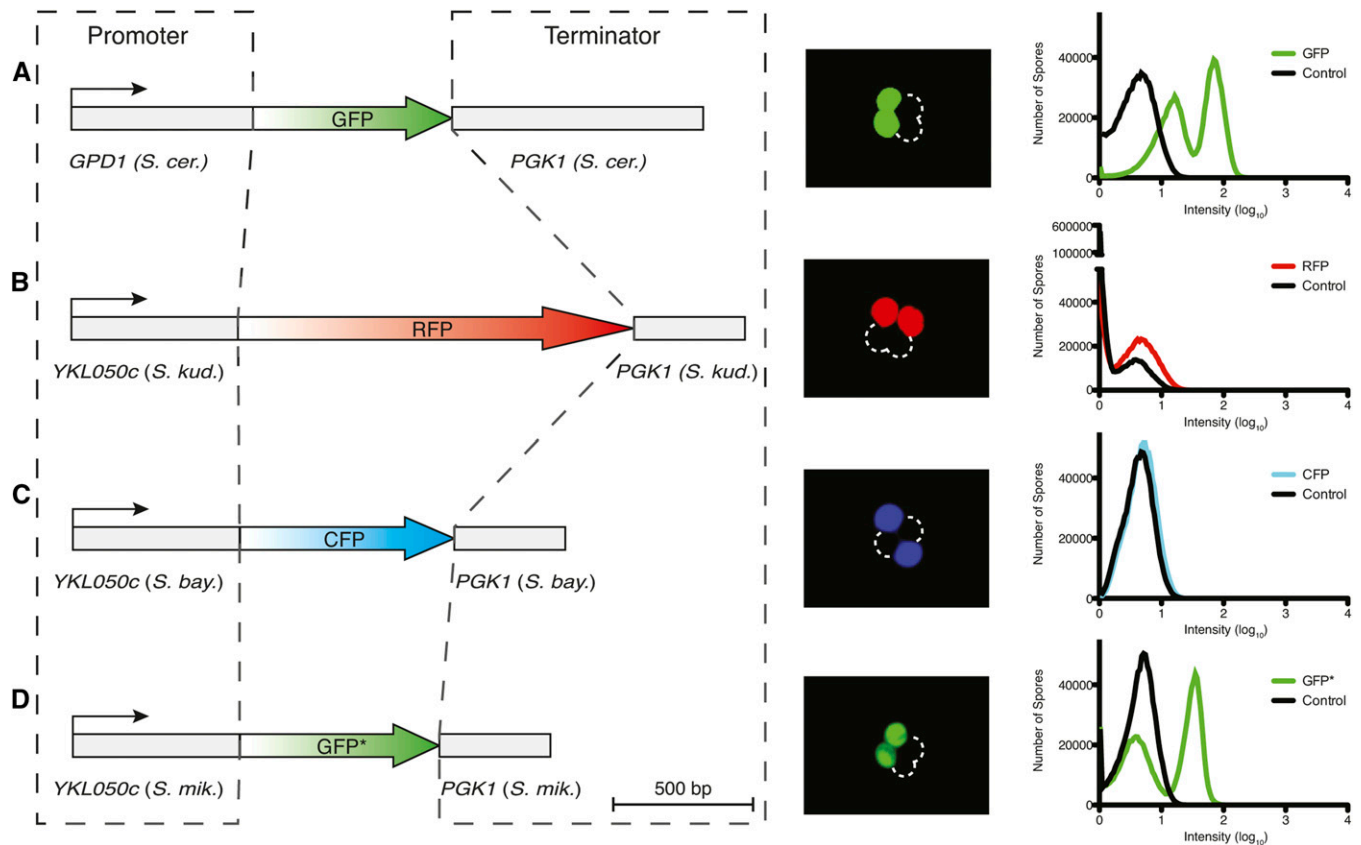 Promoter
Terminator
A
GFP
GPD1 (S. cer.)
PGK1 (S. cer.)
Number of Spores
40000
20000
0
0 1 2 3 4
Intensity (log10)
GFP
Control
B
RFP
YKL050c (S. kud.)
PGK1 (S. kud.)
Number of Spores
600000
100000
40000
20000
0
0 1 2 3 4
Intensity (log10)
RFP
Control
C
CFP
YKL050c (S. bay.)
PGK1 (S. bay.)
Number of Spores
40000
20000
0
0 1 2 3 4
Intensity (log10)
CFP
Control
D
GFP*
YKL050c (S. mik.)
PGK1 (S. mik.)
500 bp
Number of Spores
40000
20000
0
0 1 2 3 4
Intensity (log10)
GFP*
Control